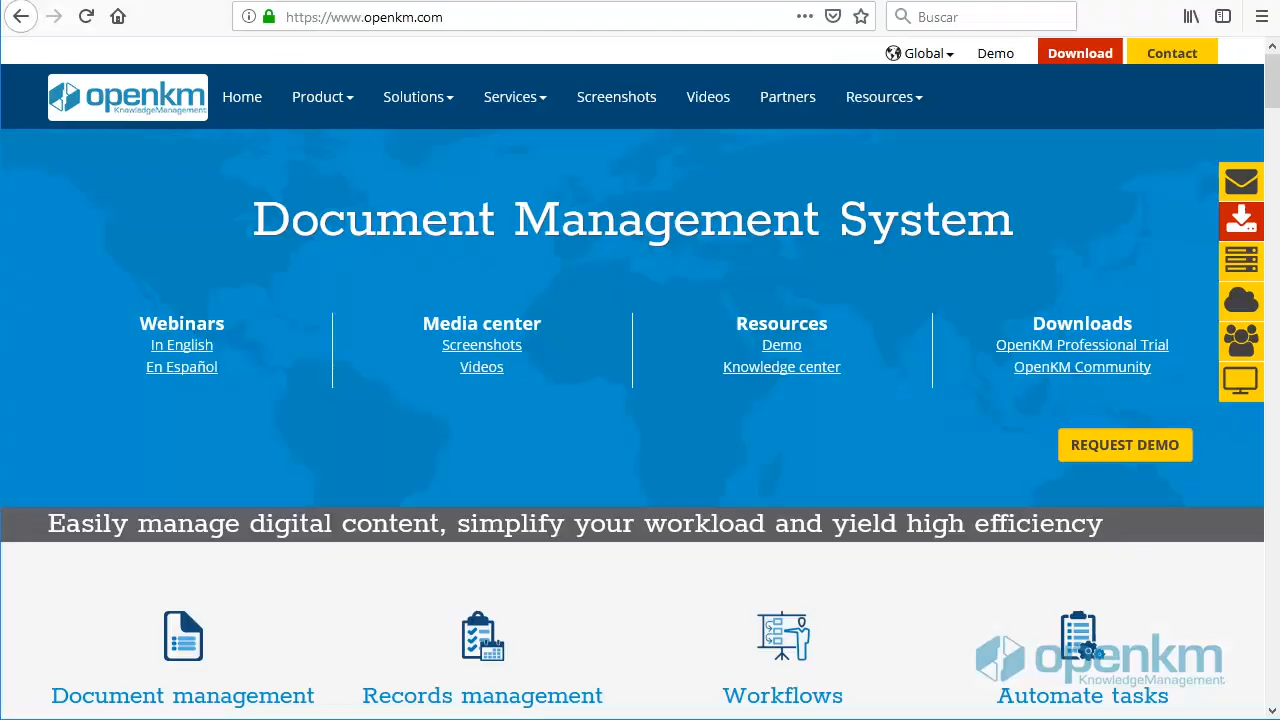 https://www.openkm.com
Buscar
Global
Demo
Download
Contact
openkm
KnowledgeManagement
Home
Product
Solutions
Services
Screenshots
Videos
Partners
Resources
Document Management System
Webinars
In English
En Español
Media center
Screenshots
Videos
Resources
Demo
Knowledge center
Downloads
OpenKM Professional Trial
OpenKM Community
REQUEST DEMO
Easily manage digital content, simplify your workload and yield high efficiency
Document management
Records management
Workflows
Automate tasks
openkm
KnowledgeManagement